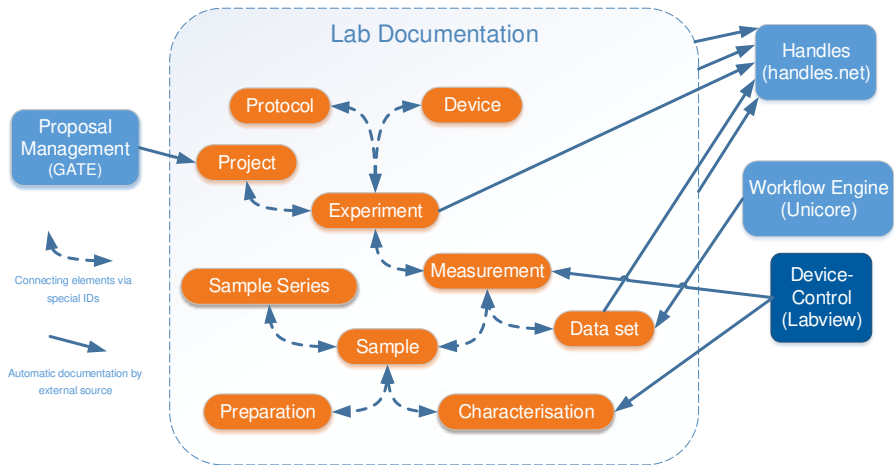 Lab Documentation
Handles
(handles.net)
Protocol
Device
Proposal
Management
(GATE)
Project
Experiment
Workflow Engine
(Unicore)
Measurement
Sample Series
Connecting elements via
special IDs
Device-
Control
(Labview)
Data set
Sample
Automatic documentation by
external source
Preparation
Characterisation